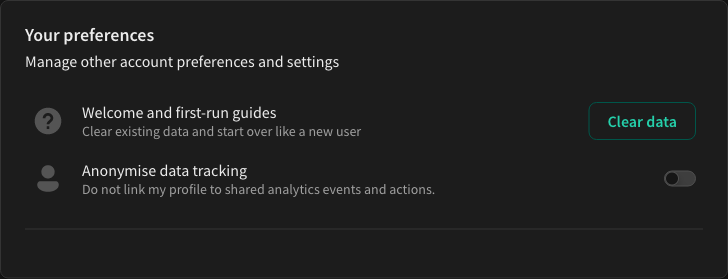 Your preferences
Manage other account preferences and settings
Welcome and first-run guides
Clear existing data and start over like a new user
Clear data
Anonymise data tracking
Do not link my profile to shared analytics events and actions.